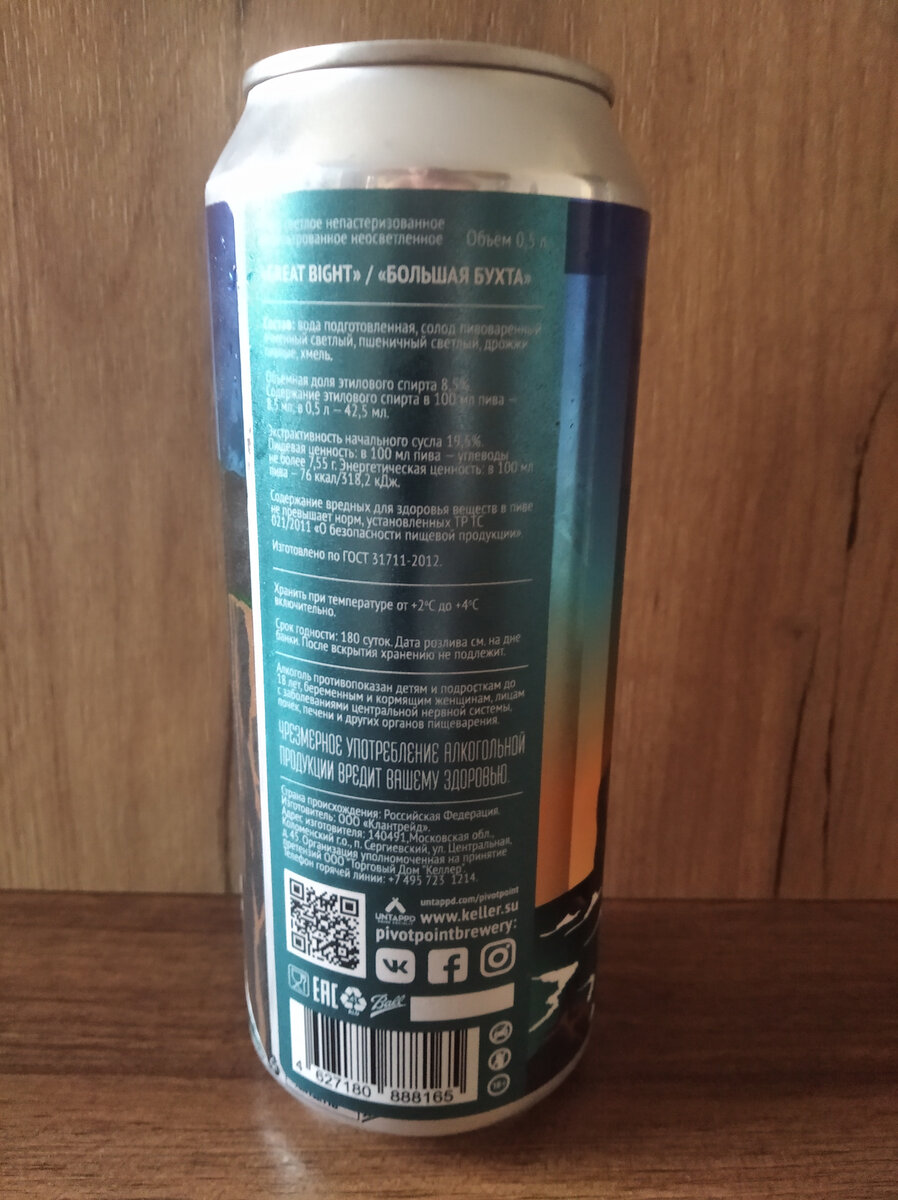 светлое непастеризованное
неосветленное Объем 0,5 л
BIGHT» / «БОЛЬШАЯ БУХТА»
Состав: вода подготовленная, солод пивоваренный
светлый, пшеничный светлый, дрожжи
хмель.
Объемная доля этилового спирта 8,5%.
Содержание этилового спирта в 100 мл пива —
8,5 мл, в 0,5 л — 42,5 мл.
Экстрактивность начального сусла 19,5%.
Пищевая ценность: в 100 мл пива — углеводы
не более 7,55 г. Энергетическая ценность: в 100 мл
пива — 76 ккал/318,2 кДж.
Содержание вредных для здоровья веществ в пиве
не превышает норм, установленных ТР ТС
021/2011 «О безопасности пищевой продукции».
Изготовлено по ГОСТ 31711-2012.
Хранить при температуре от +2°С до +4°С
включительно.
Срок годности: 180 суток. Дата розлива см. на дне
банки. После вскрытия хранению не подлежит.
Алкоголь противопоказан детям и подросткам до
18 лет, беременным и кормящим женщинам, лицам
с заболеваниями центральной нервной системы,
почек, печени и других органов пищеварения.
ЧРЕЗМЕРНОЕ УПОТРЕБЛЕНИЕ АЛКОГОЛЬНОЙ
ПРОДУКЦИИ ВРЕДИТ ВАШЕМУ ЗДОРОВЬЮ.
Страна происхождения: Российская Федерация.
Изготовитель: ООО «Клантрейд».
Адрес изготовителя: 140491,Московская обл.,
Коломенский г.о., п. Сергиевский, ул. Центральная,
д.45. Организация уполномоченная на принятие
претензий ООО "Торговый Дом "Келлер".
Телефон горячей линии: +7 495 723 1214.
untappd.com/pivotpoint
UNTAPPD
www.keller.su
pivotpointbrewery:
EAC
Ball
18+
4 627180 888165